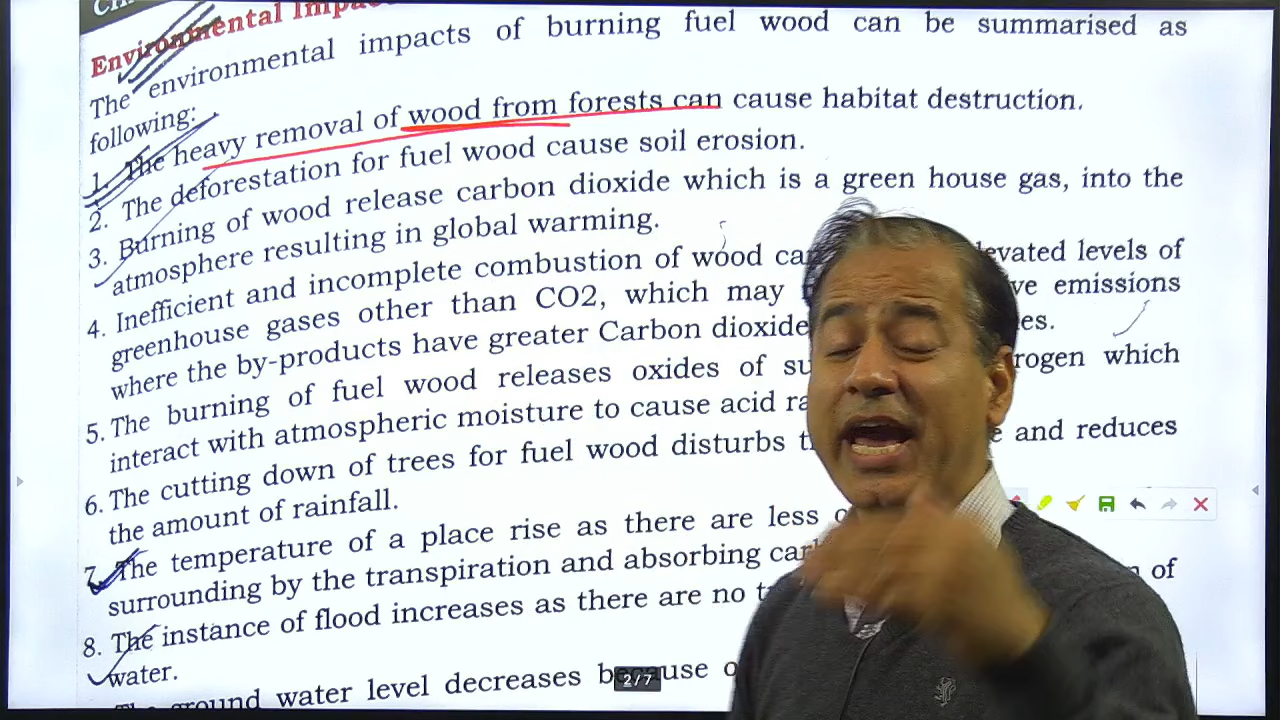 Environmental Impac
The environmental impacts of burning fuel wood can be summarised as
following:
1. The heavy removal of wood from forests can cause habitat destruction.
2. The deforestation for fuel wood cause soil erosion.
3. Burning of wood release carbon dioxide which is a green house gas, into the
atmosphere resulting in global warming.
4. Inefficient and incomplete combustion of wood ca evated levels of
greenhouse gases other than CO2, which may ve emissions
where the by-products have greater Carbon dioxide es.
5. The burning of fuel wood releases oxides of su rogen which
interact with atmospheric moisture to cause acid ra
6. The cutting down of trees for fuel wood disturbs t e and reduces
the amount of rainfall.
7. The temperature of a place rise as there are less
surrounding by the transpiration and absorbing car
8. The instance of flood increases as there are no t of
water.
ground water level decreases because o
2/7